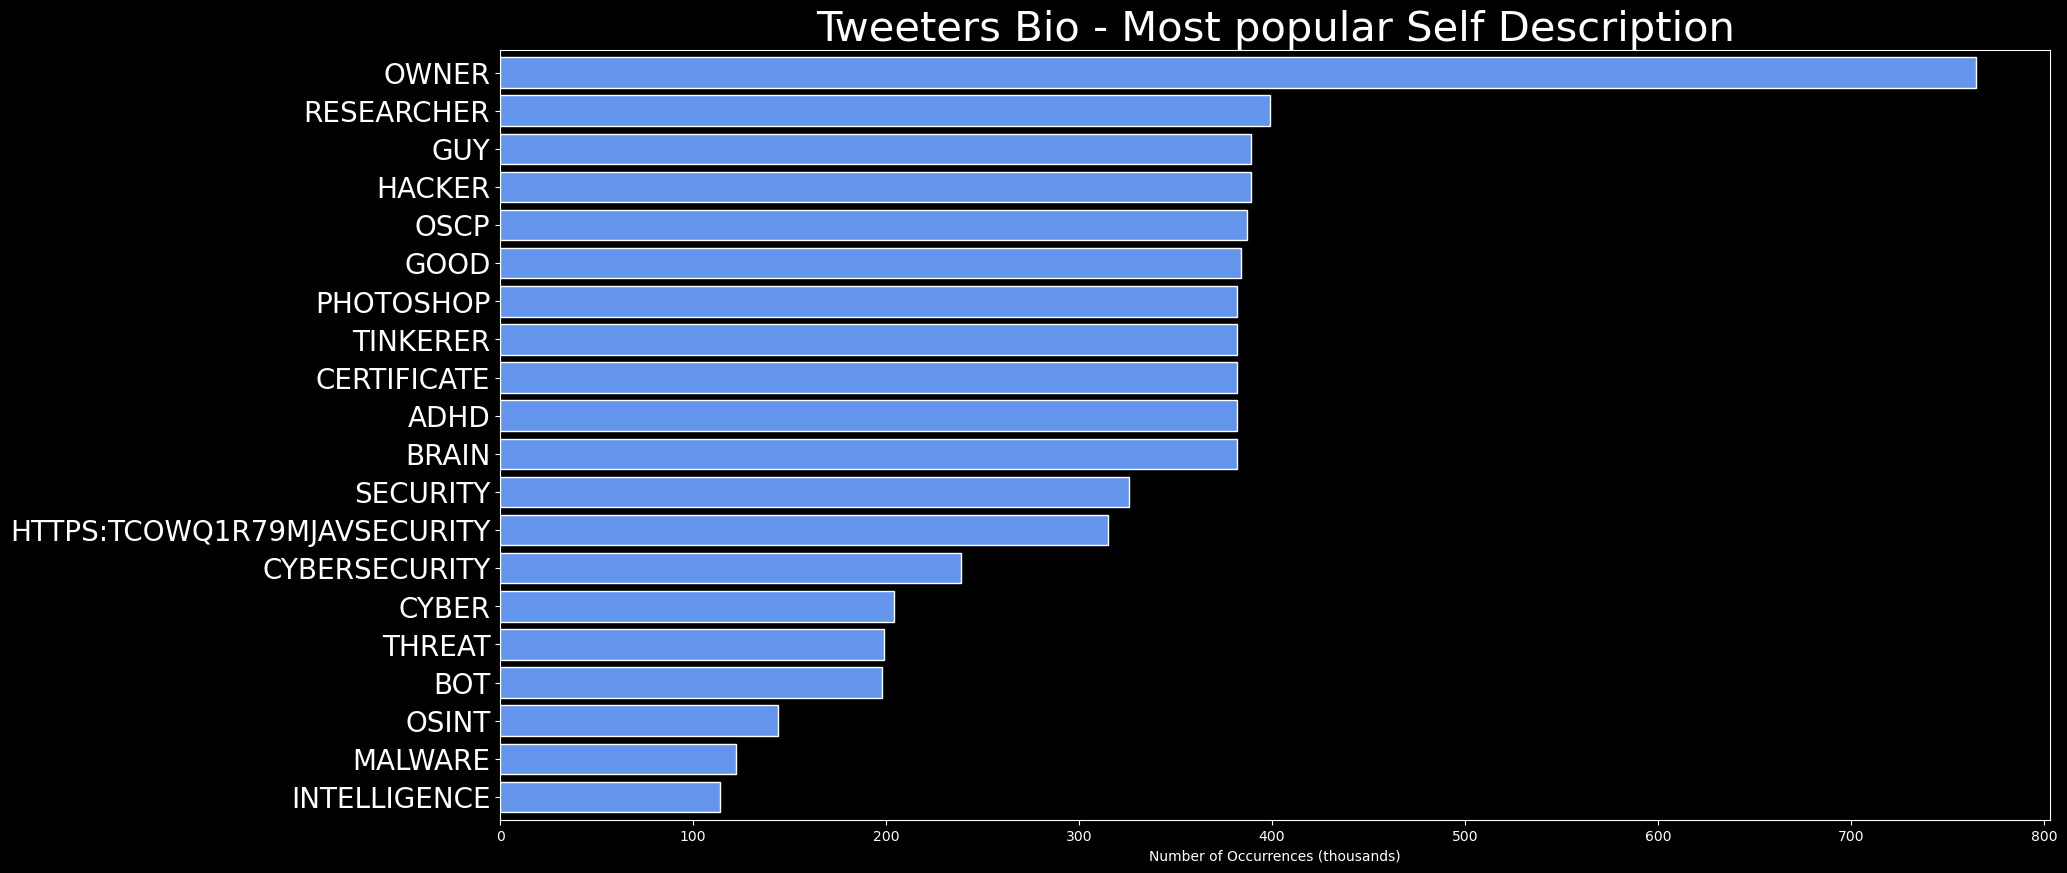 Tweeters Bio - Most popular Self Description
OWNER
RESEARCHER
GUY
HACKER
OSCP
GOOD
PHOTOSHOP
TINKERER
CERTIFICATE
ADHD
BRAIN
SECURITY
HTTPS:TCOWQ1R79MJAVSECURITY
CYBERSECURITY
CYBER
THREAT
BOT
OSINT
MALWARE
INTELLIGENCE
0 100 200 300 400 500 600 700 800
Number of Occurrences (thousands)